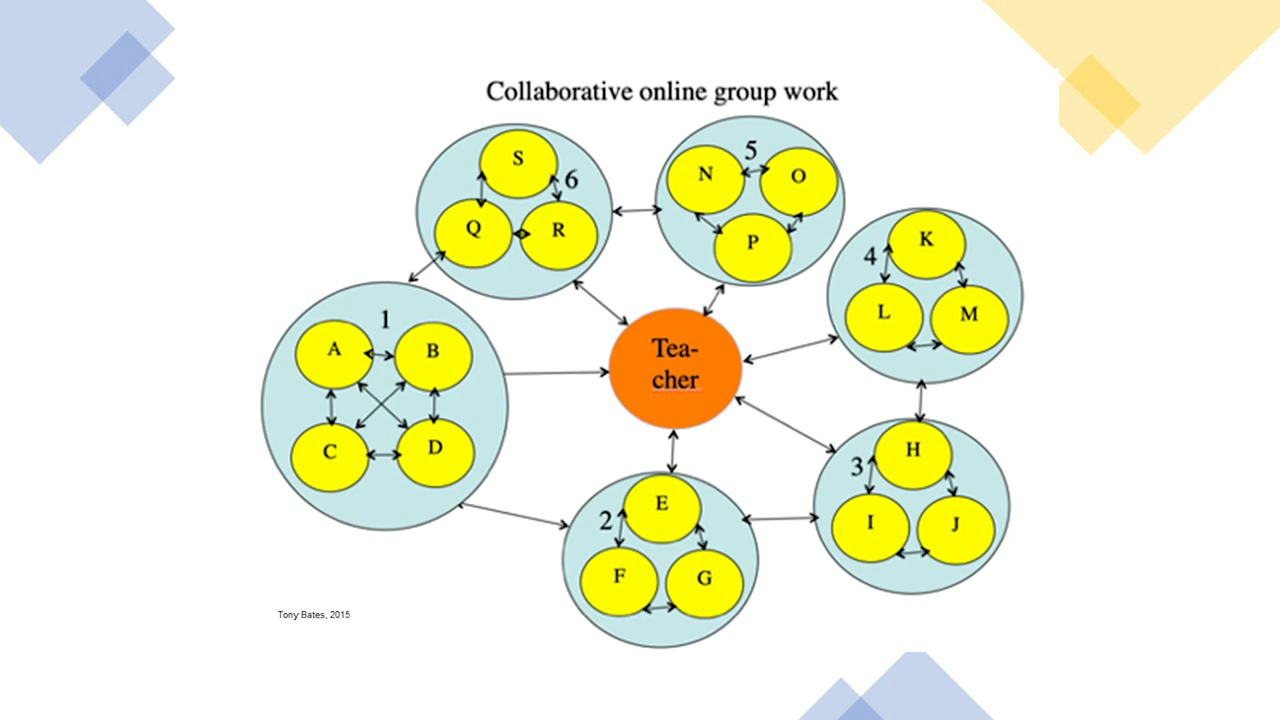 Collaborative online group work
S
6
Q
R
5
N
O
P
K
4
L
M
1
A
B
C
D
Tea-
cher
H
3
I
J
E
2
F
G
Tony Bates, 2015